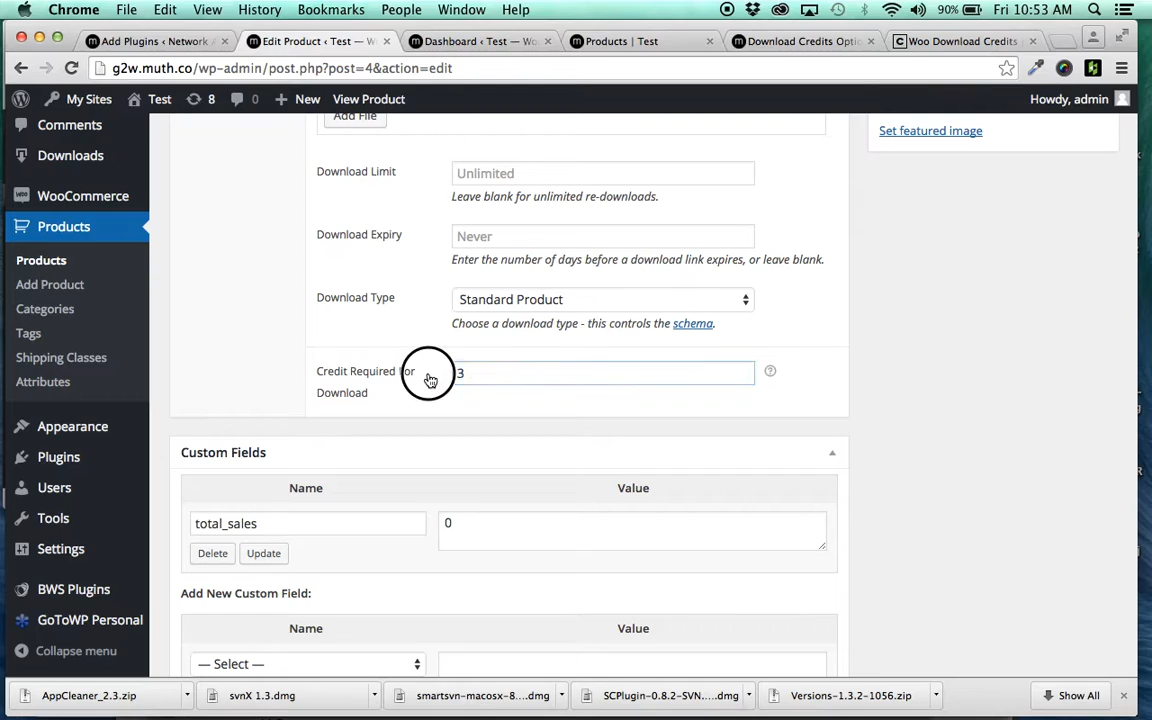 Chrome File Edit View History Bookmarks People Window Help 90% Fri 10:53 AM
Add Plugins ‹ Network A Edit Product ‹ Test — Wo Dashboard ‹ Test — Wo Products | Test Download Credits Optio Woo Download Credits
g2w.muth.co/wp-admin/post.php?post=4&action=edit
My Sites Test 8 0 New View Product Howdy, admin
Comments
Downloads
WooCommerce
Products
Products
Add Product
Categories
Tags
Shipping Classes
Attributes
Appearance
Plugins
Users
Tools
Settings
BWS Plugins
GoToWP Personal
Collapse menu
Add File
Download Limit Unlimited
Leave blank for unlimited re-downloads.
Download Expiry Never
Enter the number of days before a download link expires, or leave blank.
Download Type Standard Product
Choose a download type - this controls the schema.
Credit Required For 3
Download
Custom Fields
Name Value
total_sales 0
Delete Update
Add New Custom Field:
Name Value
— Select —
Set featured image
AppCleaner_2.3.zip svnX 1.3.dmg smartsvn-macosx-8....dmg SCPlugin-0.8.2-SVN....dmg Versions-1.3.2-1056.zip Show All